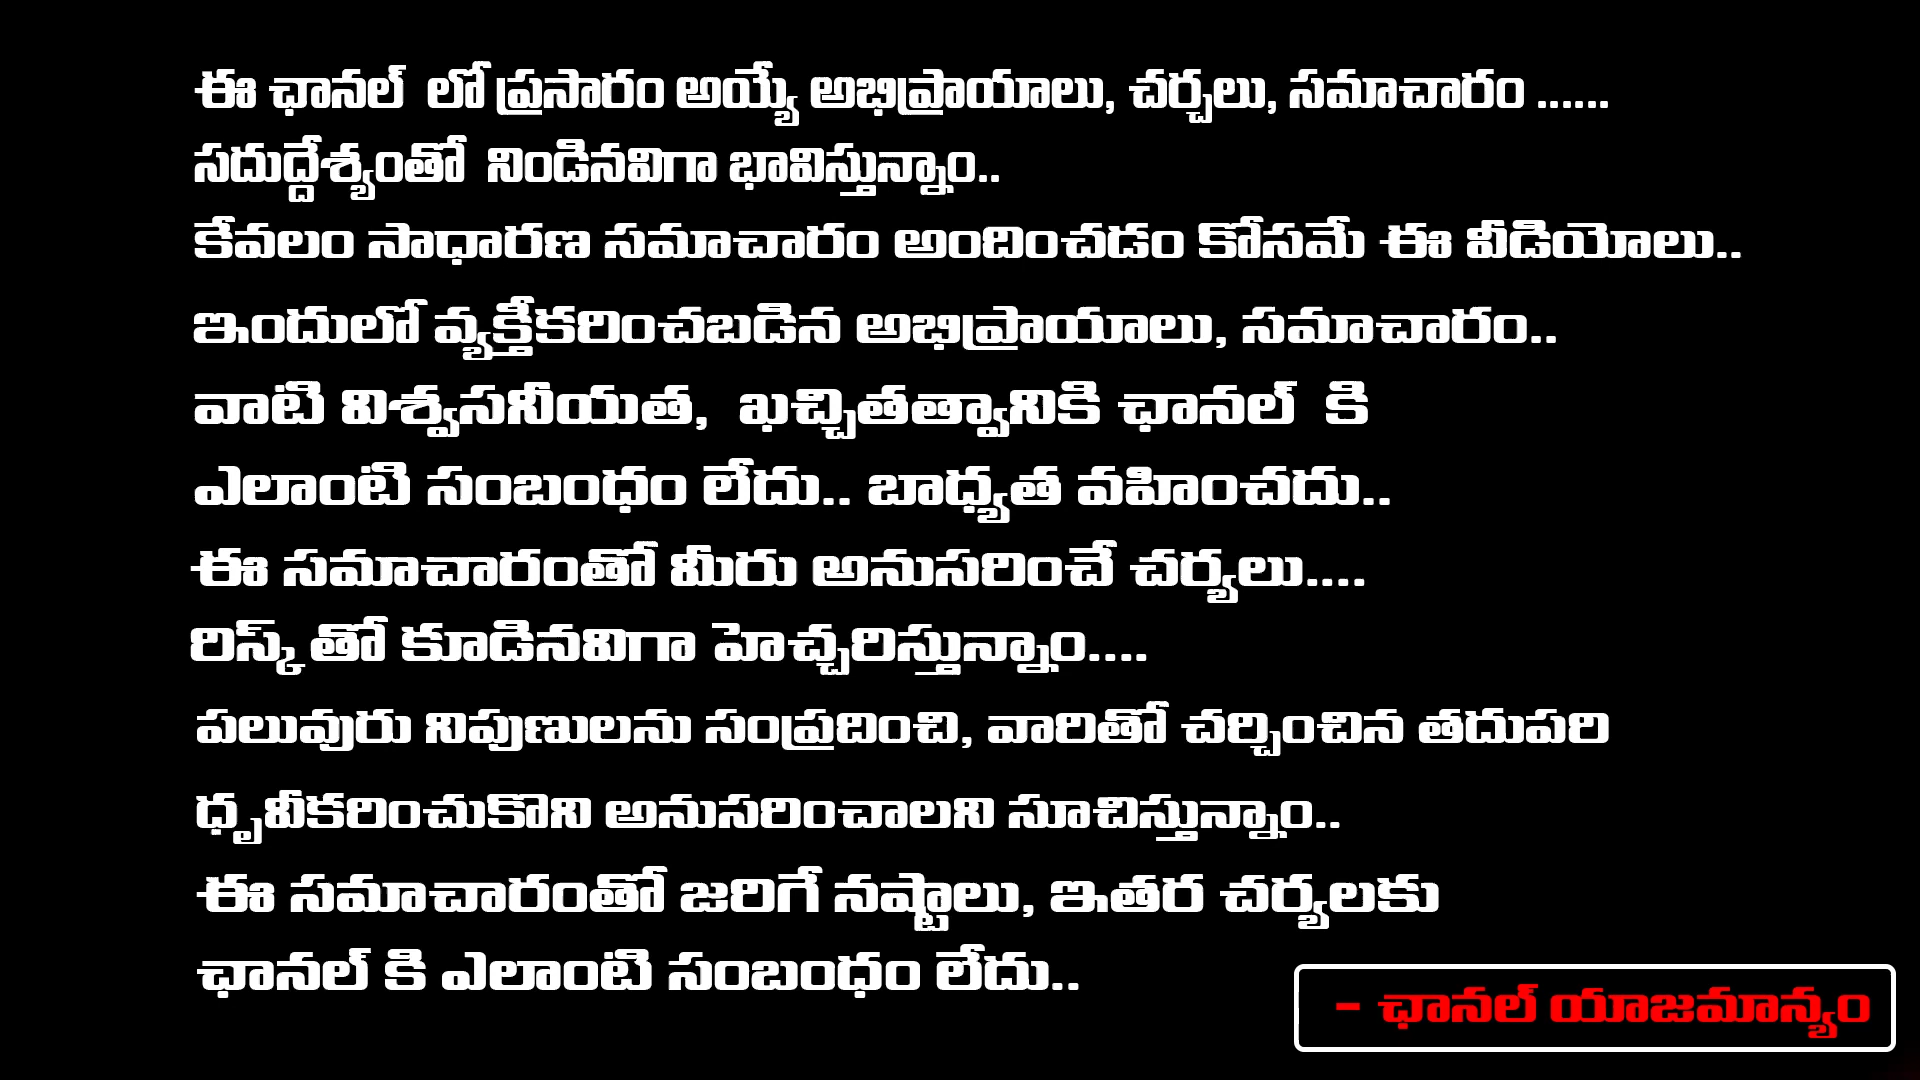 ఈ ఛానల్ లో ప్రసారం అయ్యే అభిప్రాయాలు, చర్చలు, సమాచారం ......
సదుద్దేశ్యంతో నిండినవిగా భావిస్తున్నాం..
కేవలం సాధారణ సమాచారం అందించడం కోసమే ఈ వీడియోలు..
ఇందులో వ్యక్తీకరించబడిన అభిప్రాయాలు, సమాచారం..
వాటి విశ్వసనీయత, ఖచ్చితత్వానికి ఛానల్ కి
ఎలాంటి సంబంధం లేదు.. బాధ్యత వహించదు..
ఈ సమాచారంతో మీరు అనుసరించే చర్యలు....
రిస్క్ తో కూడినవిగా హెచ్చరిస్తున్నాం....
పలువురు నిపుణులను సంప్రదించి, వారితో చర్చించిన తదుపరి
ధృవీకరించుకొని అనుసరించాలని సూచిస్తున్నాం..
ఈ సమాచారంతో జరిగే నష్టాలు, ఇతర చర్యలకు
ఛానల్ కి ఎలాంటి సంబంధం లేదు..
- ఛానల్ యాజమాన్యం